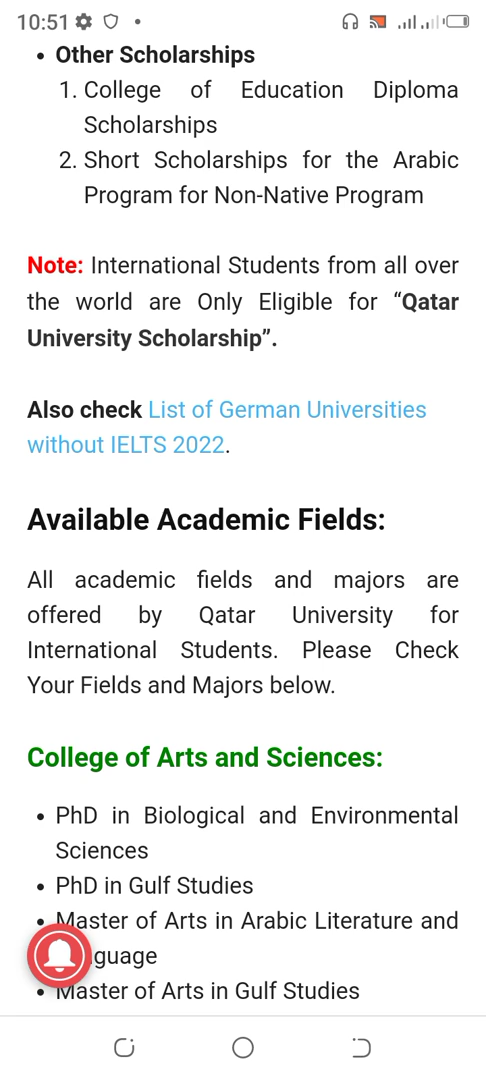 10:51
• Other Scholarships
1. College of Education Diploma
Scholarships
2. Short Scholarships for the Arabic
Program for Non-Native Program
Note: International Students from all over
the world are Only Eligible for “Qatar
University Scholarship”.
Also check List of German Universities
without IELTS 2022.
Available Academic Fields:
All academic fields and majors are
offered by Qatar University for
International Students. Please Check
Your Fields and Majors below.
College of Arts and Sciences:
• PhD in Biological and Environmental
Sciences
• PhD in Gulf Studies
• Master of Arts in Arabic Literature and
guage
• Master of Arts in Gulf Studies